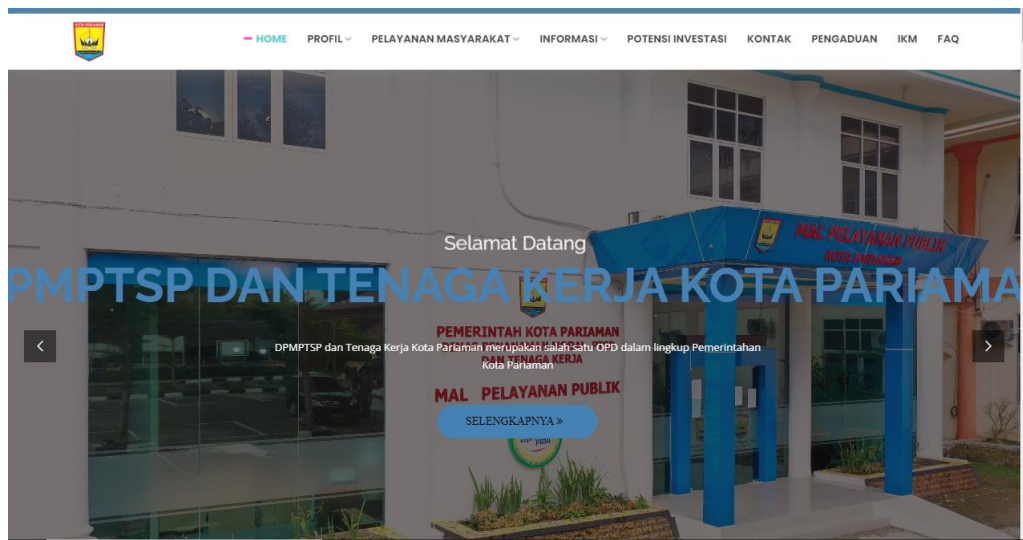 KOTA PARIAMAN
HOME PROFIL PELAYANAN MASYARAKAT INFORMASI POTENSI INVESTASI KONTAK PENGADUAN IKM FAQ
MAL PELAYANAN PUBLIK
KOTA PARIAMAN
Selamat Datang
PMPTSP DAN TENAGA KERJA KOTA PARIAMA
PEMERINTAH KOTA PARIAMAN
DPMPTSP dan Tenaga Kerja Kota Pariaman merupakan salah satu OPD dalam lingkup Pemerintahan
DAN TENAGA KERJA
Kota Pariaman
MAL PELAYANAN PUBLIK
SELENGKAPNYA »